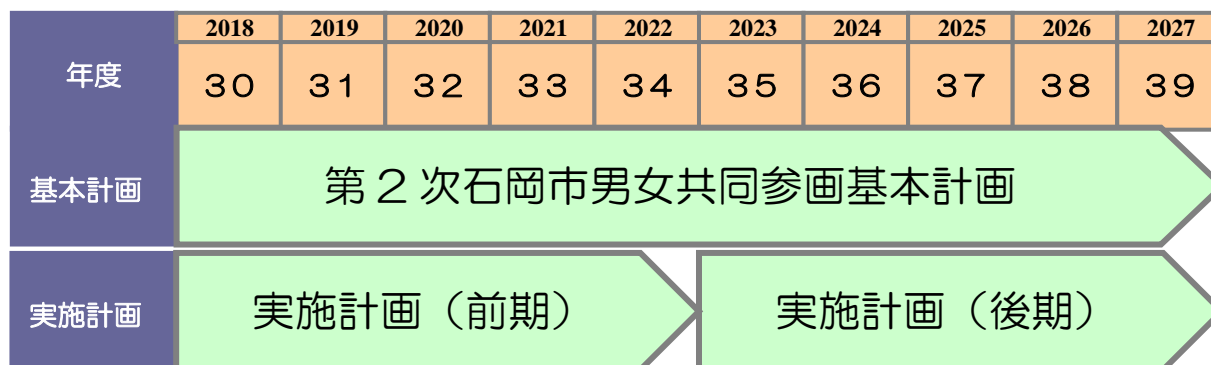 2018 2019 2020 2021 2022 2023 2024 2025 2026 2027
年度 30 31 32 33 34 35 36 37 38 39
基本計画 第2次石岡市男女共同参画基本計画
実施計画 実施計画(前期) 実施計画(後期)